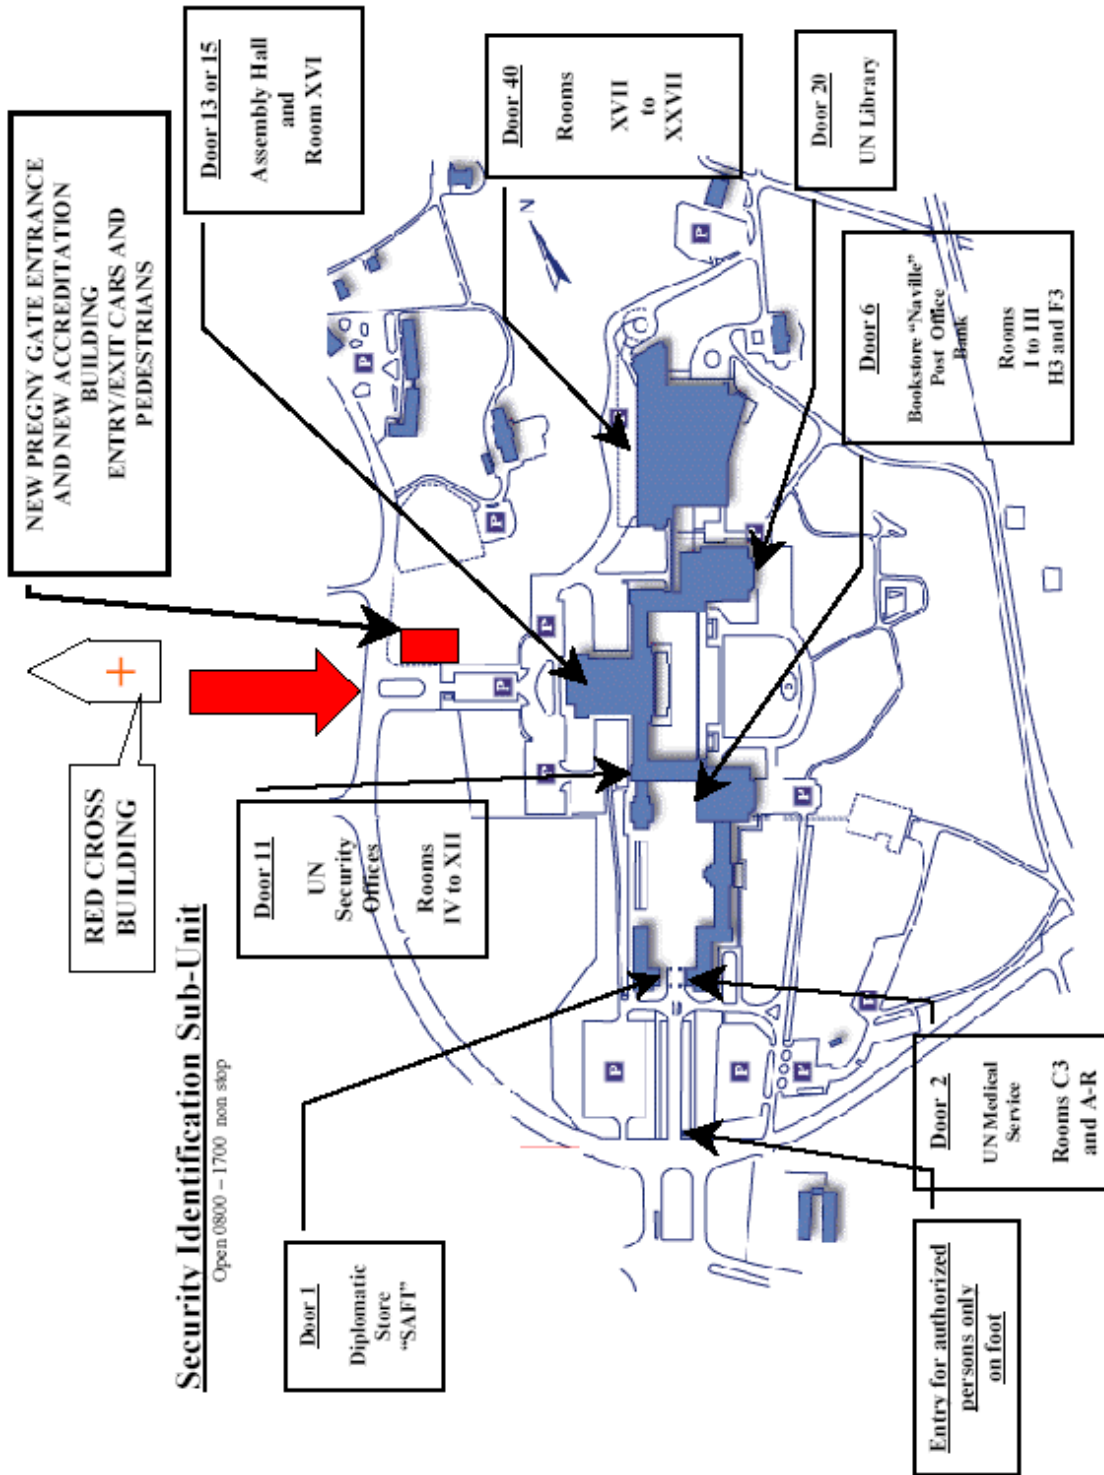 NEW PREGNY GATE ENTRANCE
AND NEW ACCREDITATION
BUILDING
ENTRY/EXIT CARS AND
PEDESTRIANS
RED CROSS
BUILDING
Security Identification Sub-Unit
Open 0800 – 1700 non stop
Door 13 or 15
Assembly Hall
and
Room XVI
Door 11
UN
Security
Offices
Rooms
IV to XII
Door 1
Diplomatic
Store
“SAFI”
Door 40
Rooms
XVII
to
XXVII
Door 20
UN Library
Door 6
Bookstore “Naville”
Post Office
Bank
Rooms
I to III
H3 and F3
Door 2
UN Medical
Service
Rooms C3
and A-R
Entry for authorized
persons only
on foot
N
P
P
P
P
P
P
P
P
P
P
P
P
P
P